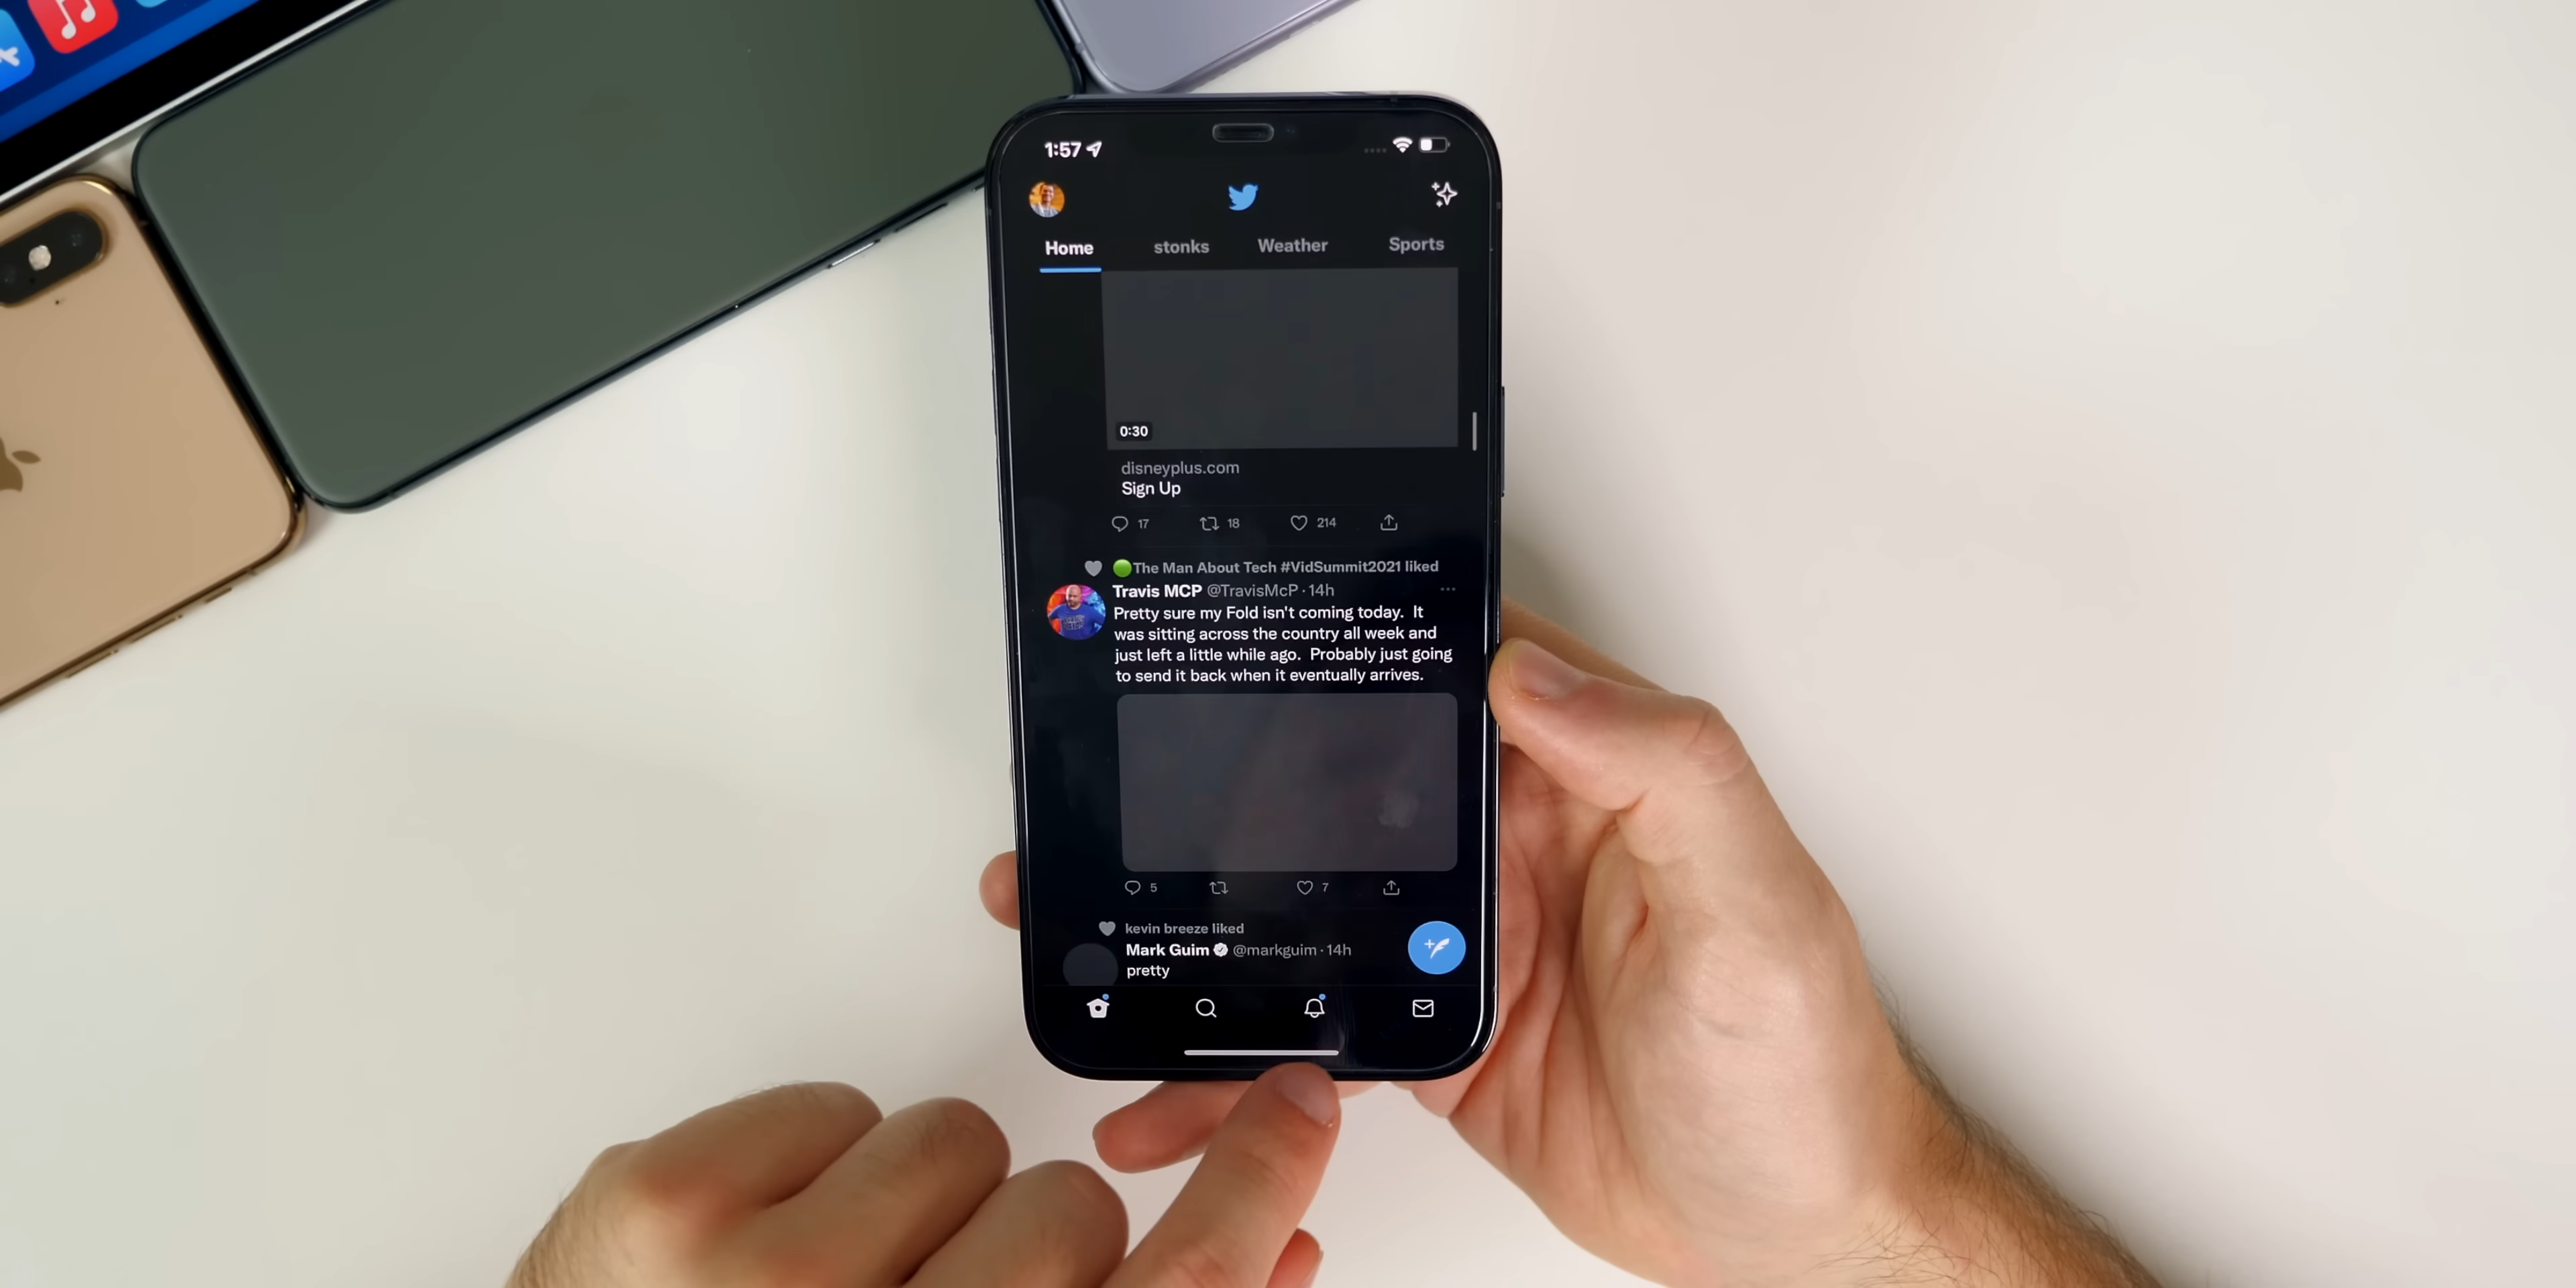 1:57
Home stonks Weather Sports
0:30
disneyplus.com
Sign Up
17 18 214
The Man About Tech #VidSummit2021 liked
Travis MCP @TravisMcP · 14h
Pretty sure my Fold isn't coming today. It
was sitting across the country all week and
just left a little while ago. Probably just going
to send it back when it eventually arrives.
5 7
kevin breeze liked
Mark Guim @markguim · 14h
pretty